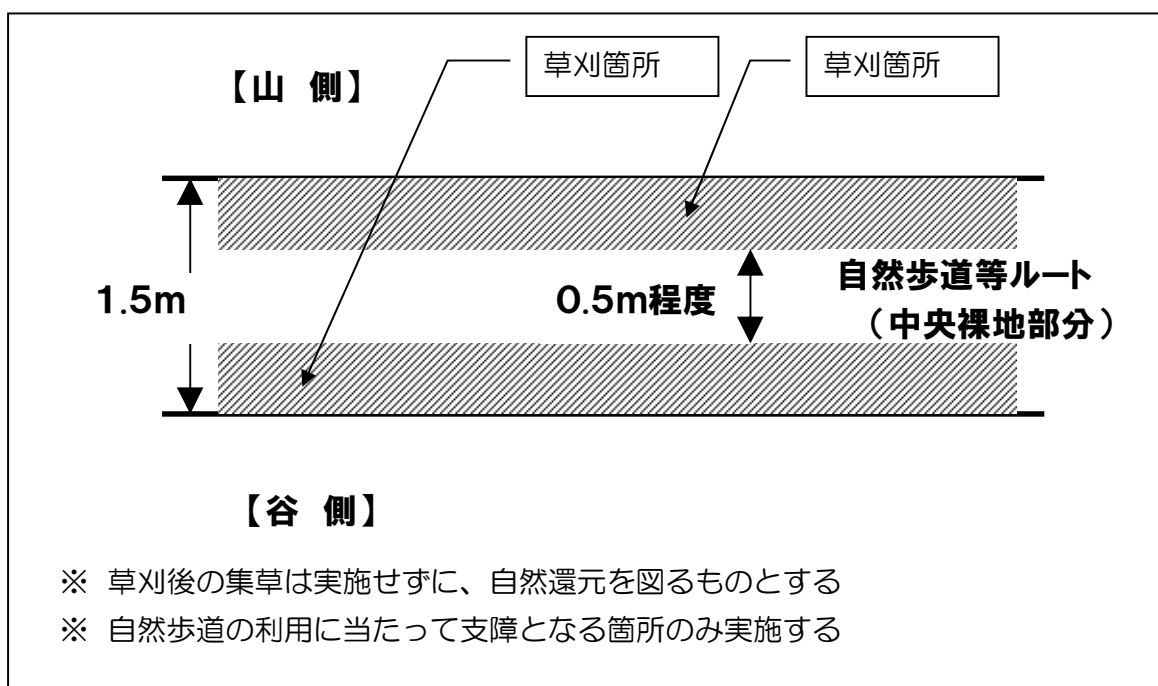 草刈箇所
草刈箇所
【山 側】
1.5m
0.5m程度
自然歩道等ルート
（中央裸地部分）
【谷 側】
※ 草刈後の集草は実施せずに、自然還元を図るものとする
※ 自然歩道の利用に当たって支障となる箇所のみ実施する